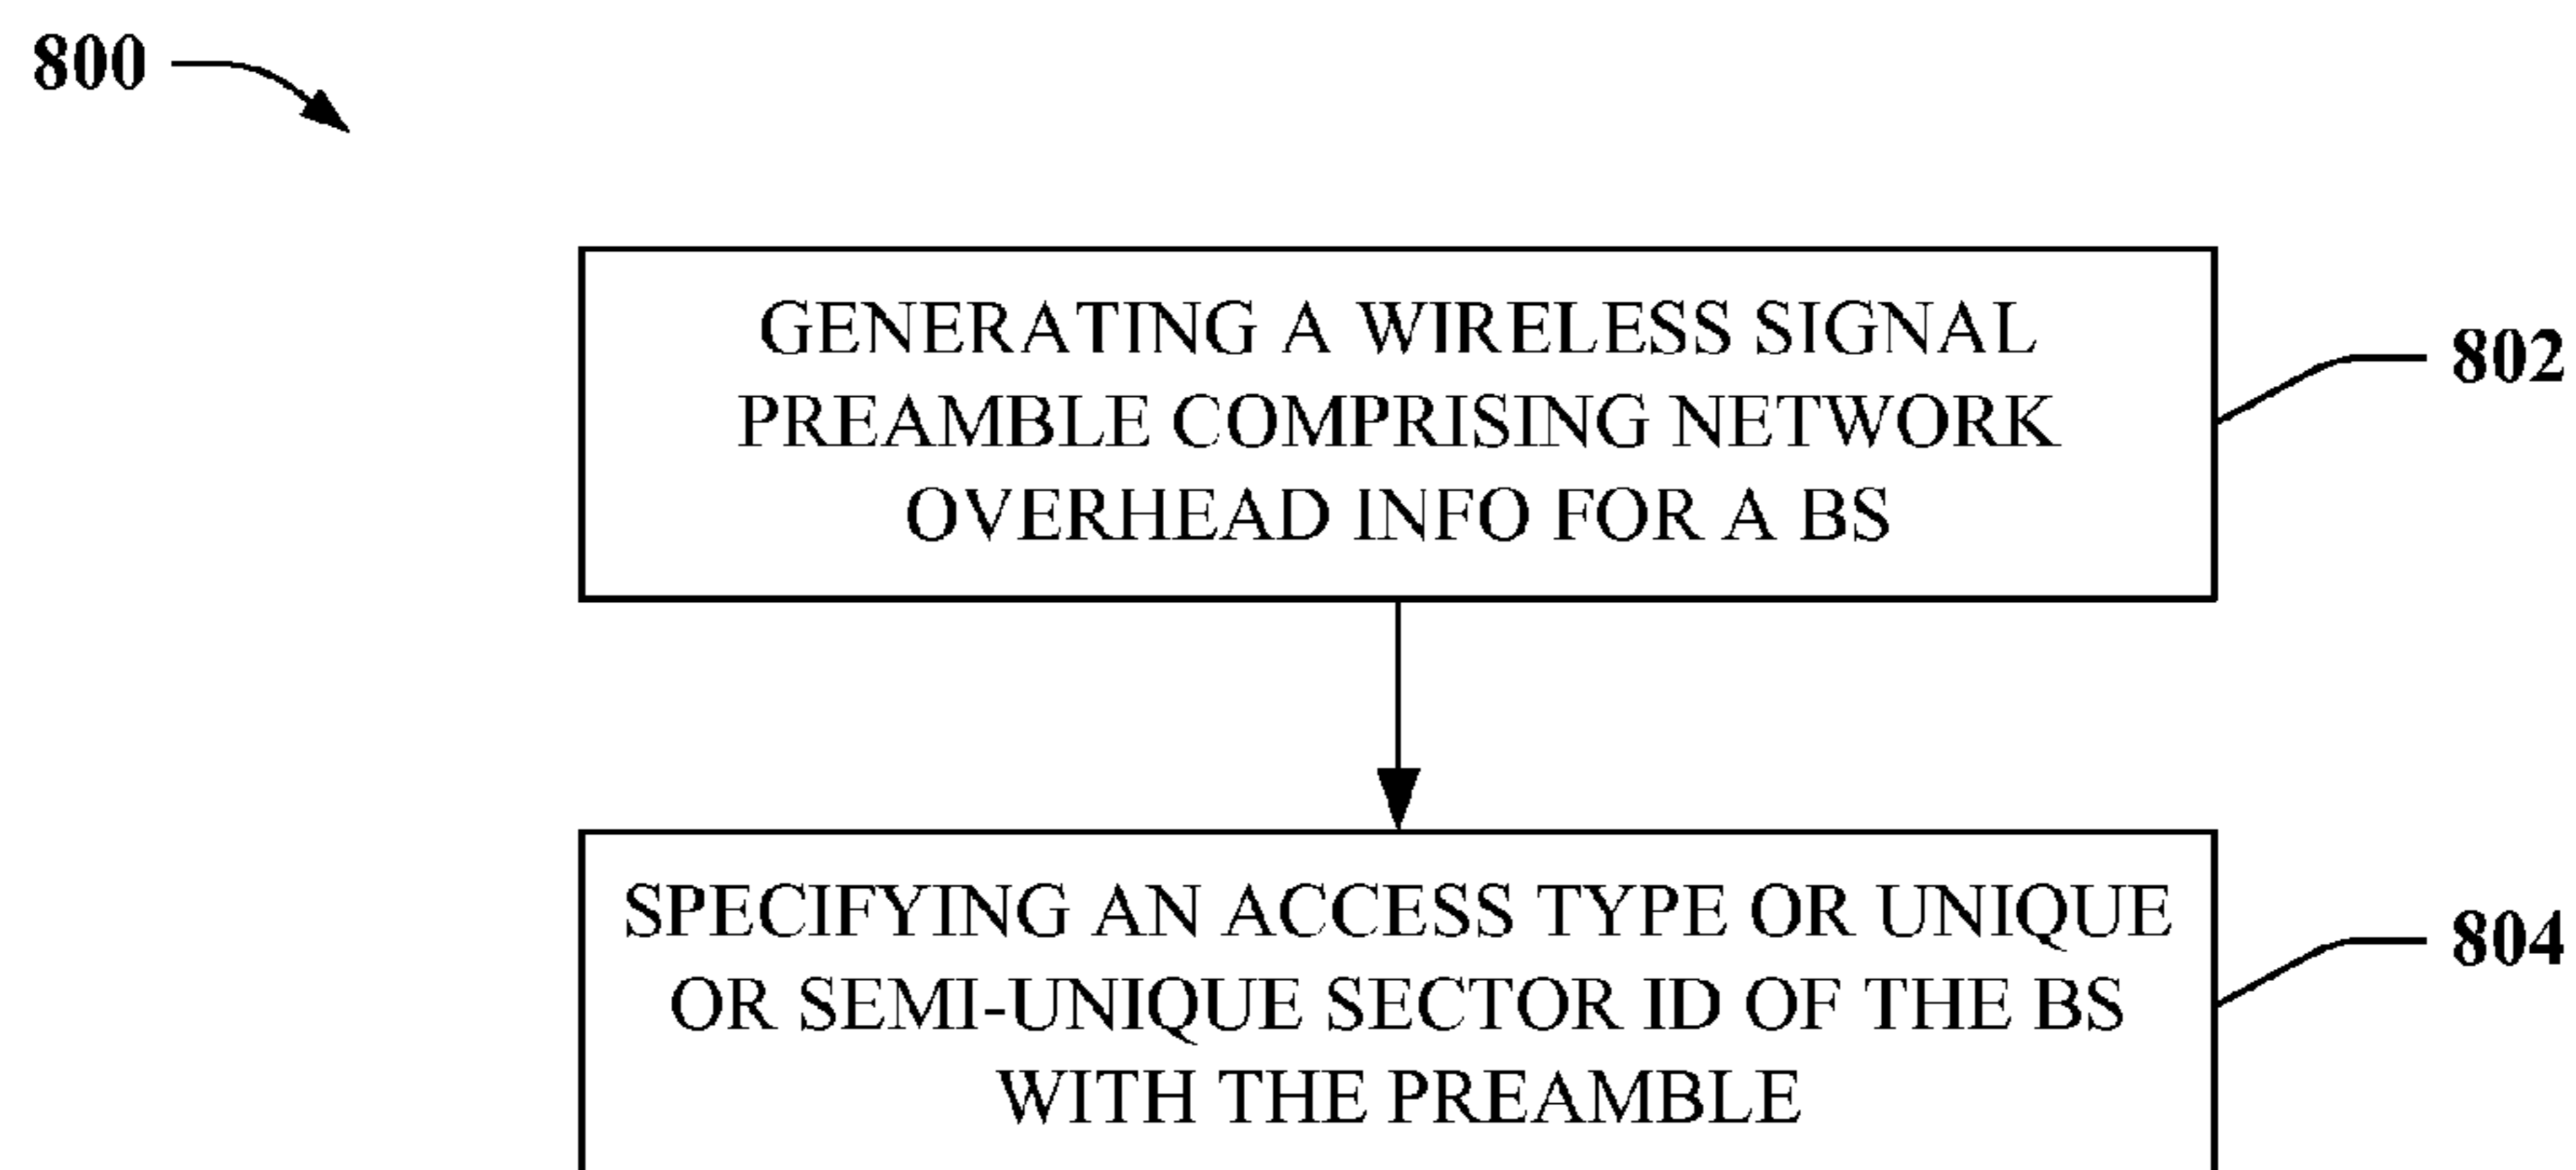 800
GENERATING A WIRELESS SIGNAL
PREAMBLE COMPRISING NETWORK
OVERHEAD INFO FOR A BS
802
SPECIFYING AN ACCESS TYPE OR UNIQUE
OR SEMI-UNIQUE SECTOR ID OF THE BS
WITH THE PREAMBLE
804